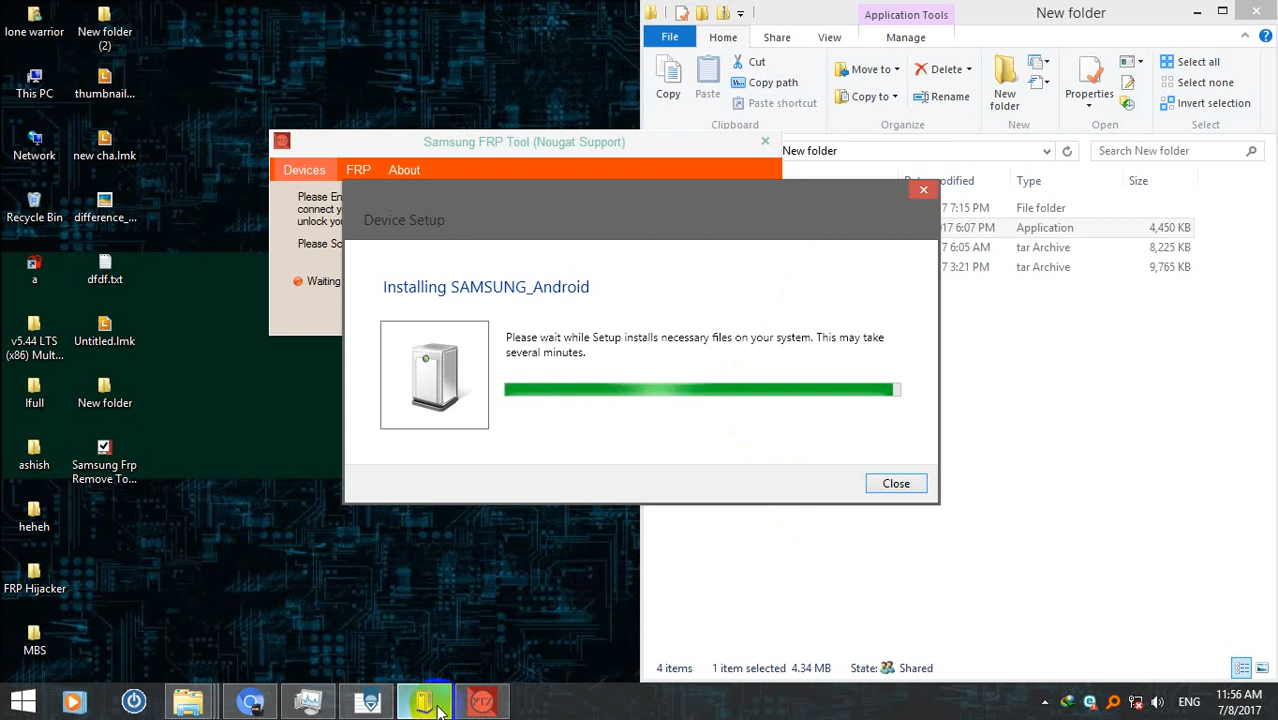 lone warrior
New folder
(2)
This PC
thumbnail...
Network
new cha.lmk
Recycle Bin
difference_...
a
dfdf.txt
v5.44 LTS
(x86) Mult...
Untitled.lmk
lfull
New folder
ashish
Samsung Frp
Remove To...
heheh
FRP Hijacker
MBS
Application Tools
New folder
File
Home
Share
View
Manage
Copy
Paste
Cut
Copy path
Paste shortcut
Clipboard
Move to
Copy to
Delete
Rename
Organize
New
folder
New
Properties
Open
Select all
Select none
Invert selection
Select
New folder
Search New folder
odified
Type
Size
7 7:15 PM
File folder
017 6:07 PM
Application
4,450 KB
7 6:05 AM
tar Archive
8,225 KB
7 3:21 PM
tar Archive
9,765 KB
Samsung FRP Tool (Nougat Support)
Devices
FRP
About
Please En
connect y
unlock you
Please Sc
Waiting
Device Setup
Installing SAMSUNG_Android
Please wait while Setup installs necessary files on your system. This may take
several minutes.
Close
4 items
1 item selected 4.34 MB
State:
Shared
ENG
11:56 AM
7/8/2017